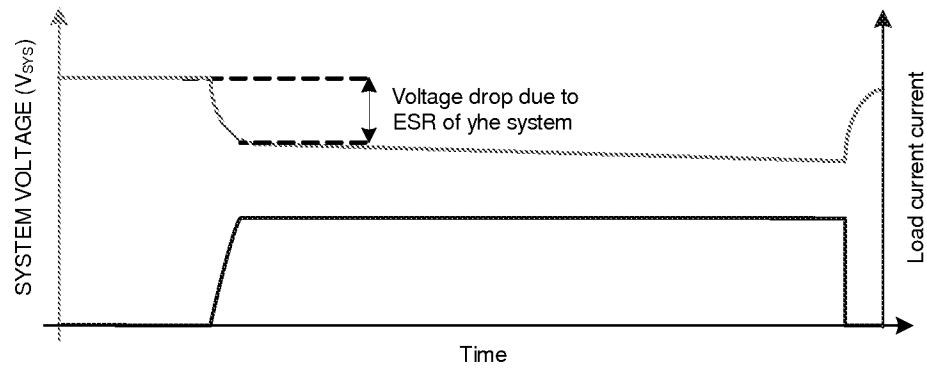 SYSTEM VOLTAGE (VSYS)
Voltage drop due to
ESR of yhe system
Load current current
Time